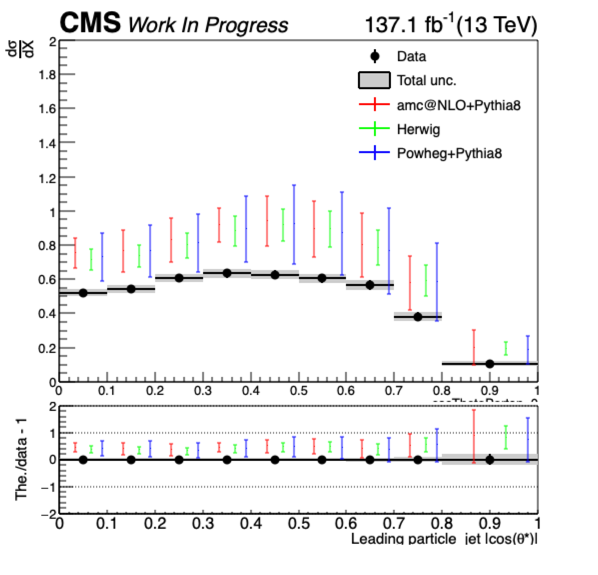 CMS Work In Progress 137.1 fb⁻¹(13 TeV)
dσ
dX
2
1.8
1.6
1.4
1.2
1
0.8
0.6
0.4
0.2
0
Data
Total unc.
amc@NLO+Pythia8
Herwig
Powheg+Pythia8
0 0.1 0.2 0.3 0.4 0.5 0.6 0.7 0.8 0.9 1
The./data - 1
2
1
0
−1
−2
0 0.1 0.2 0.3 0.4 0.5 0.6 0.7 0.8 0.9 1
Leading particle jet |cos(θ*)|